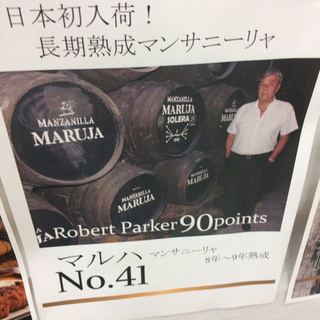 日本初入荷！
長期熟成マンサニーリャ
MANZANILLA
MARUJA
MARUJA
SOLERA
MANZANILLA
MARUJA
MANZANILLA
MARUJA
Robert Parker 90points
マルハ マンサニーリャ
8年～9年熟成
No.41